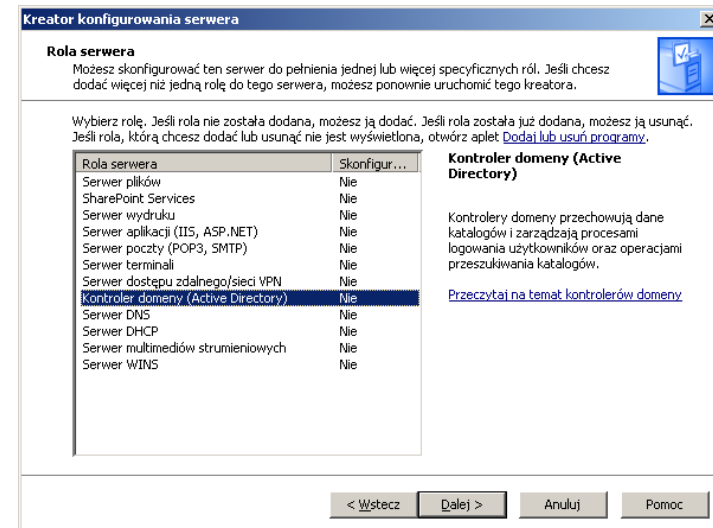 Kreator konfigurowania serwera
Rola serwera
Możesz skonfigurować ten serwer do pełnienia jednej lub więcej specyficznych ról. Jeśli chcesz
dodać więcej niż jedną rolę do tego serwera, możesz ponownie uruchomić tego kreatora.
Wybierz rolę. Jeśli rola nie została dodana, możesz ją dodać. Jeśli rola została już dodana, możesz ją usunąć.
Jeśli rola, którą chcesz dodać lub usunąć nie jest wyświetlona, otwórz aplet Dodaj lub usuń programy.
Rola serwera Skonfigur...
Serwer plików Nie
SharePoint Services Nie
Serwer wydruku Nie
Serwer aplikacji (IIS, ASP.NET) Nie
Serwer poczty (POP3, SMTP) Nie
Serwer terminali Nie
Serwer dostępu zdalnego/sieci VPN Nie
Kontroler domeny (Active Directory) Nie
Serwer DNS Nie
Serwer DHCP Nie
Serwer multimediów strumieniowych Nie
Serwer WINS Nie
Kontroler domeny (Active
Directory)
Kontrolery domeny przechowują dane
katalogów i zarządzają procesami
logowania użytkowników oraz operacjami
przeszukiwania katalogów.
Przeczytaj na temat kontrolerów domeny
< Wstecz Dalej > Anuluj Pomoc